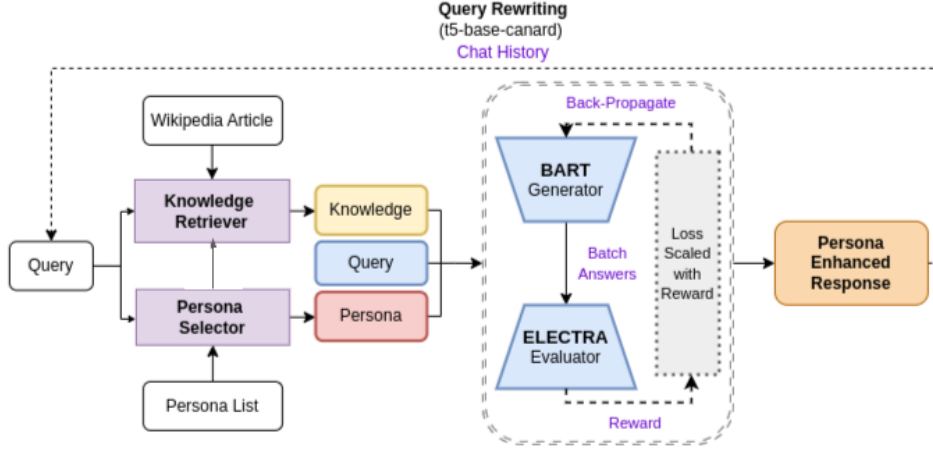 Query Rewriting
(t5-base-canard)
Chat History
Back-Propagate
Wikipedia Article
BART
Generator
Knowledge
Retriever
Knowledge
Query
Query
Batch
Answers
Loss
Scaled
with
Reward
Persona
Enhanced
Response
Persona
Selector
Persona
ELECTRA
Evaluator
Persona List
Reward